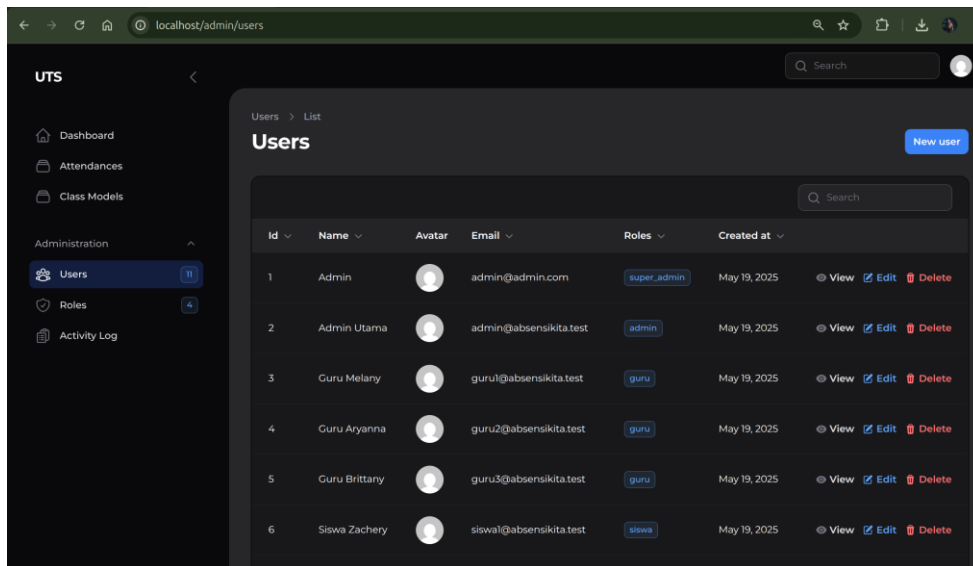 localhost/admin/users
UTS
Search
Dashboard
Attendances
Class Models
Administration
Users 11
Roles 4
Activity Log
Users > List
Users
New user
Search
Id Name Avatar Email Roles Created at
1 Admin admin@admin.com super_admin May 19, 2025 View Edit Delete
2 Admin Utama admin@absensikita.test admin May 19, 2025 View Edit Delete
3 Guru Melany guru1@absensikita.test guru May 19, 2025 View Edit Delete
4 Guru Aryanna guru2@absensikita.test guru May 19, 2025 View Edit Delete
5 Guru Brittany guru3@absensikita.test guru May 19, 2025 View Edit Delete
6 Siswa Zachery siswa1@absensikita.test siswa May 19, 2025 View Edit Delete